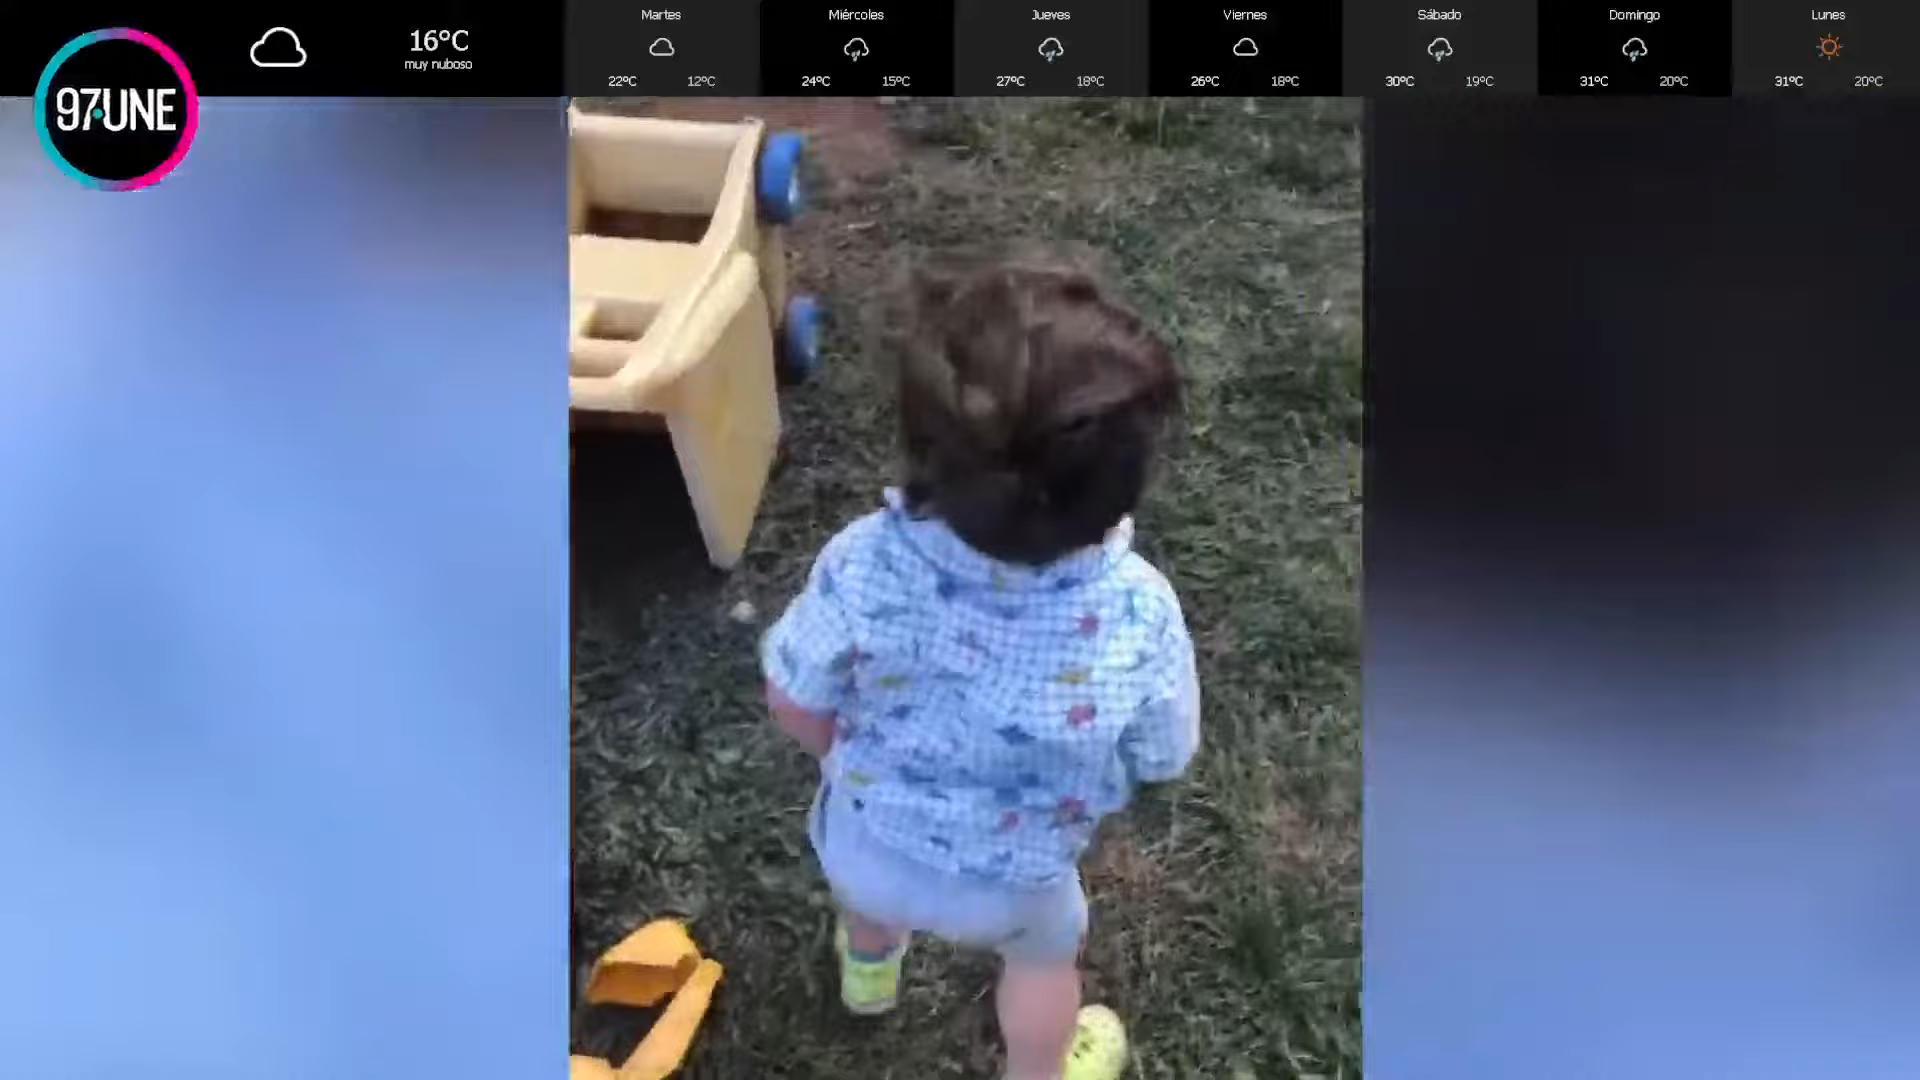 97UNE
16°C
muy nuboso
Martes
22°C 12°C
Miércoles
24°C 15°C
Jueves
27°C 18°C
Viernes
26°C 18°C
Sábado
30°C 19°C
Domingo
31°C 20°C
Lunes
31°C 20°C